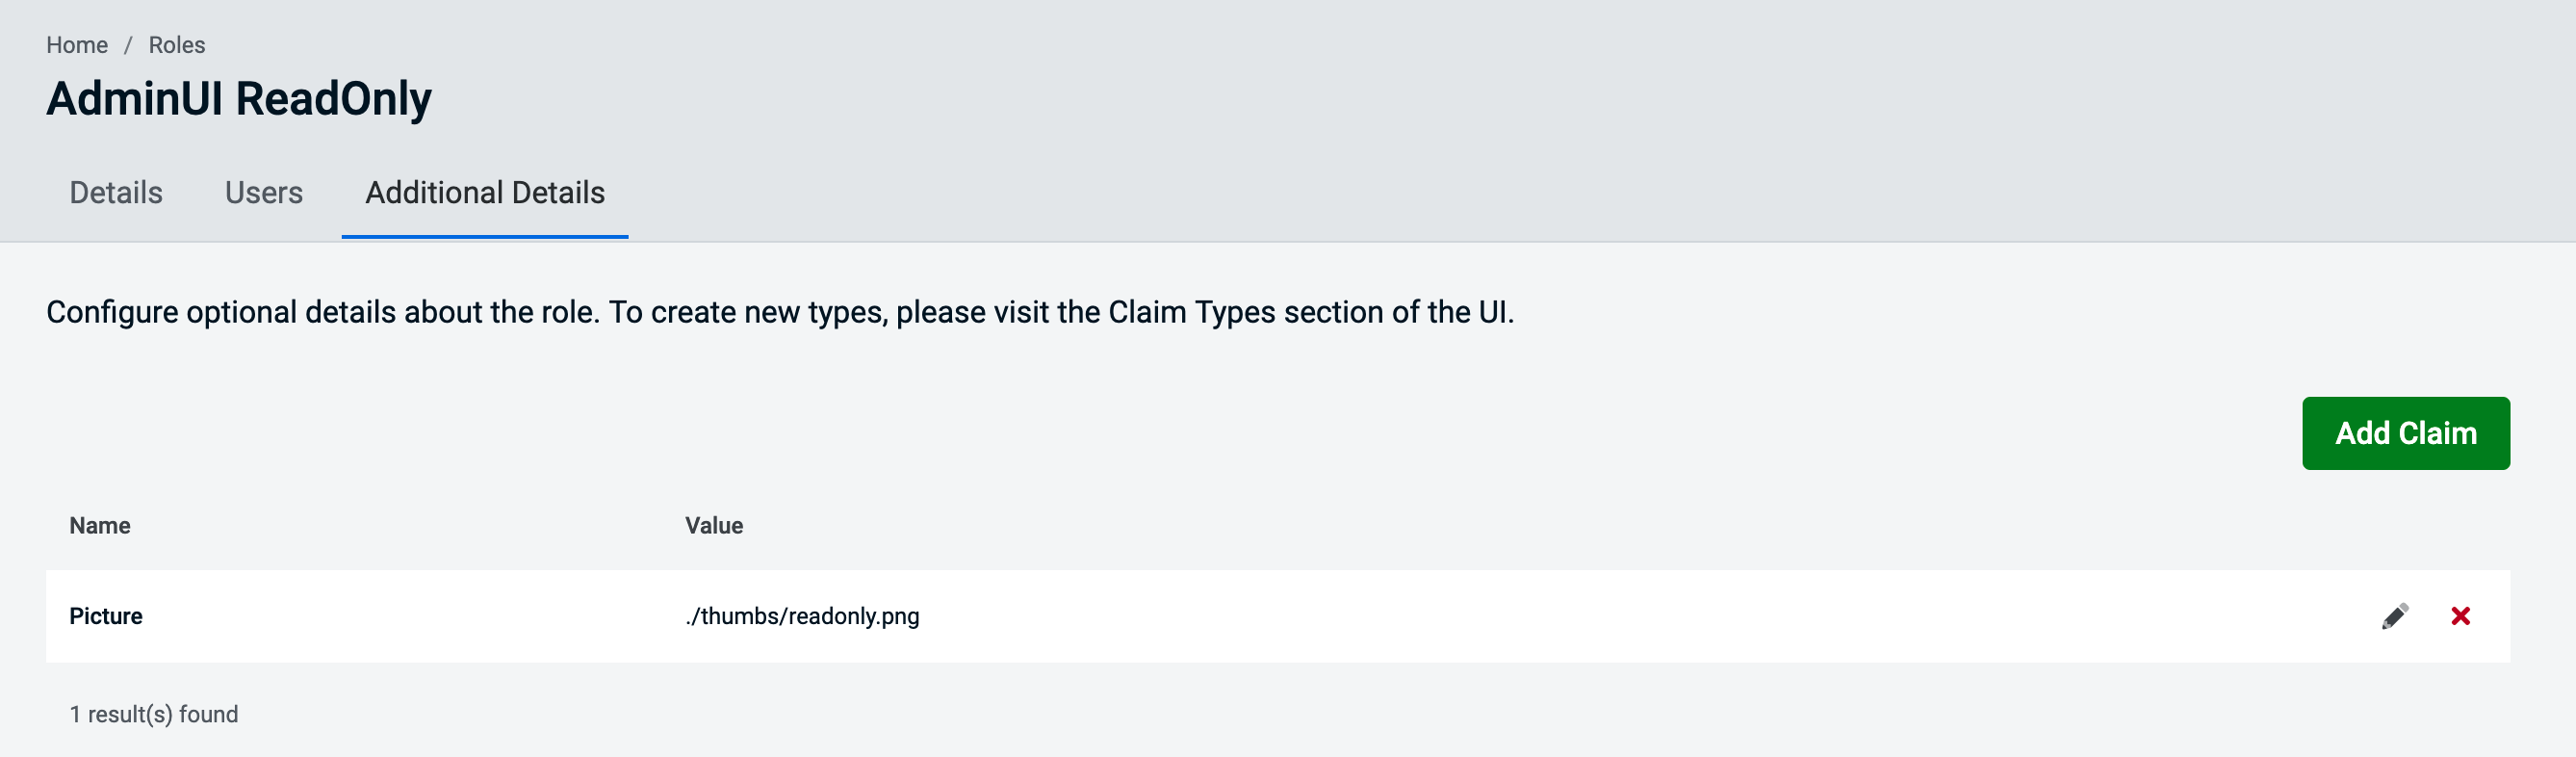 Home / Roles
AdminUI ReadOnly
Details Users Additional Details
Configure optional details about the role. To create new types, please visit the Claim Types section of the UI.
Add Claim
Name Value
Picture ./thumbs/readonly.png
1 result(s) found